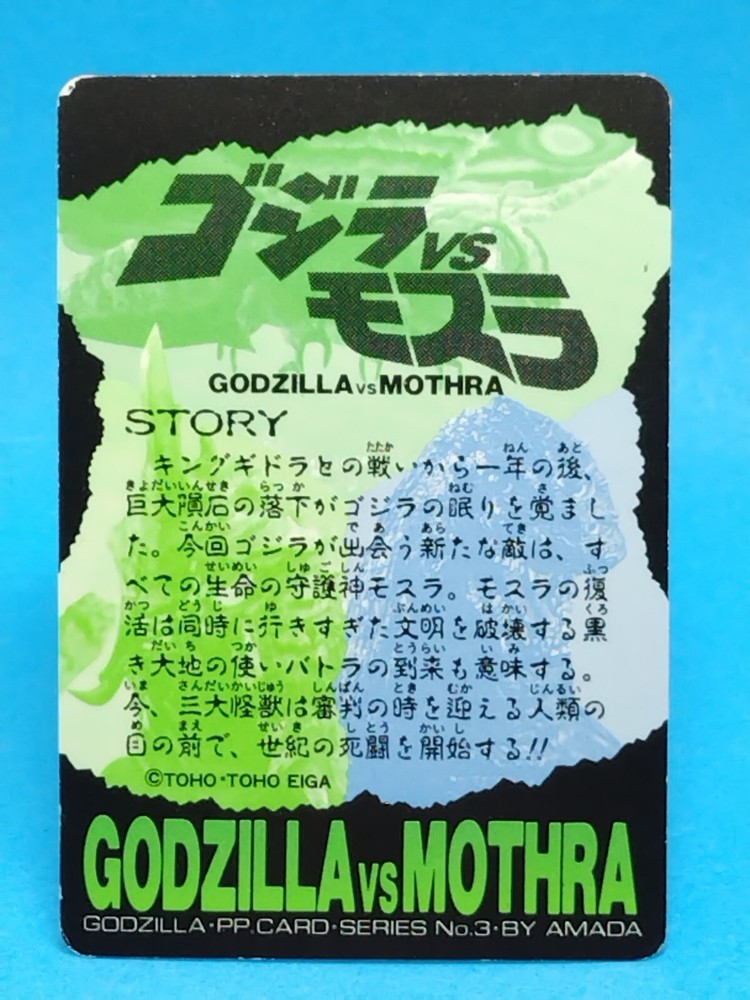 ゴジラVS
モスラ
GODZILLA vs MOTHRA
STORY
キングギドラとの戦いから一年の後、
巨大隕石の落下がゴジラの眠りを覚まし
た。今回ゴジラが出会う新たな敵は、す
べての生命の守護神モスラ。モスラの復
活は同時に行きすぎた文明を破壊する黒
き大地の使いバトラの到来も意味する。
今、三大怪獣は審判の時を迎える人類の
目の前で、世紀の死闘を開始する!!
©TOHO・TOHO EIGA
GODZILLA VS MOTHRA
GODZILLA・PP.CARD・SERIES No.3・BY AMADA